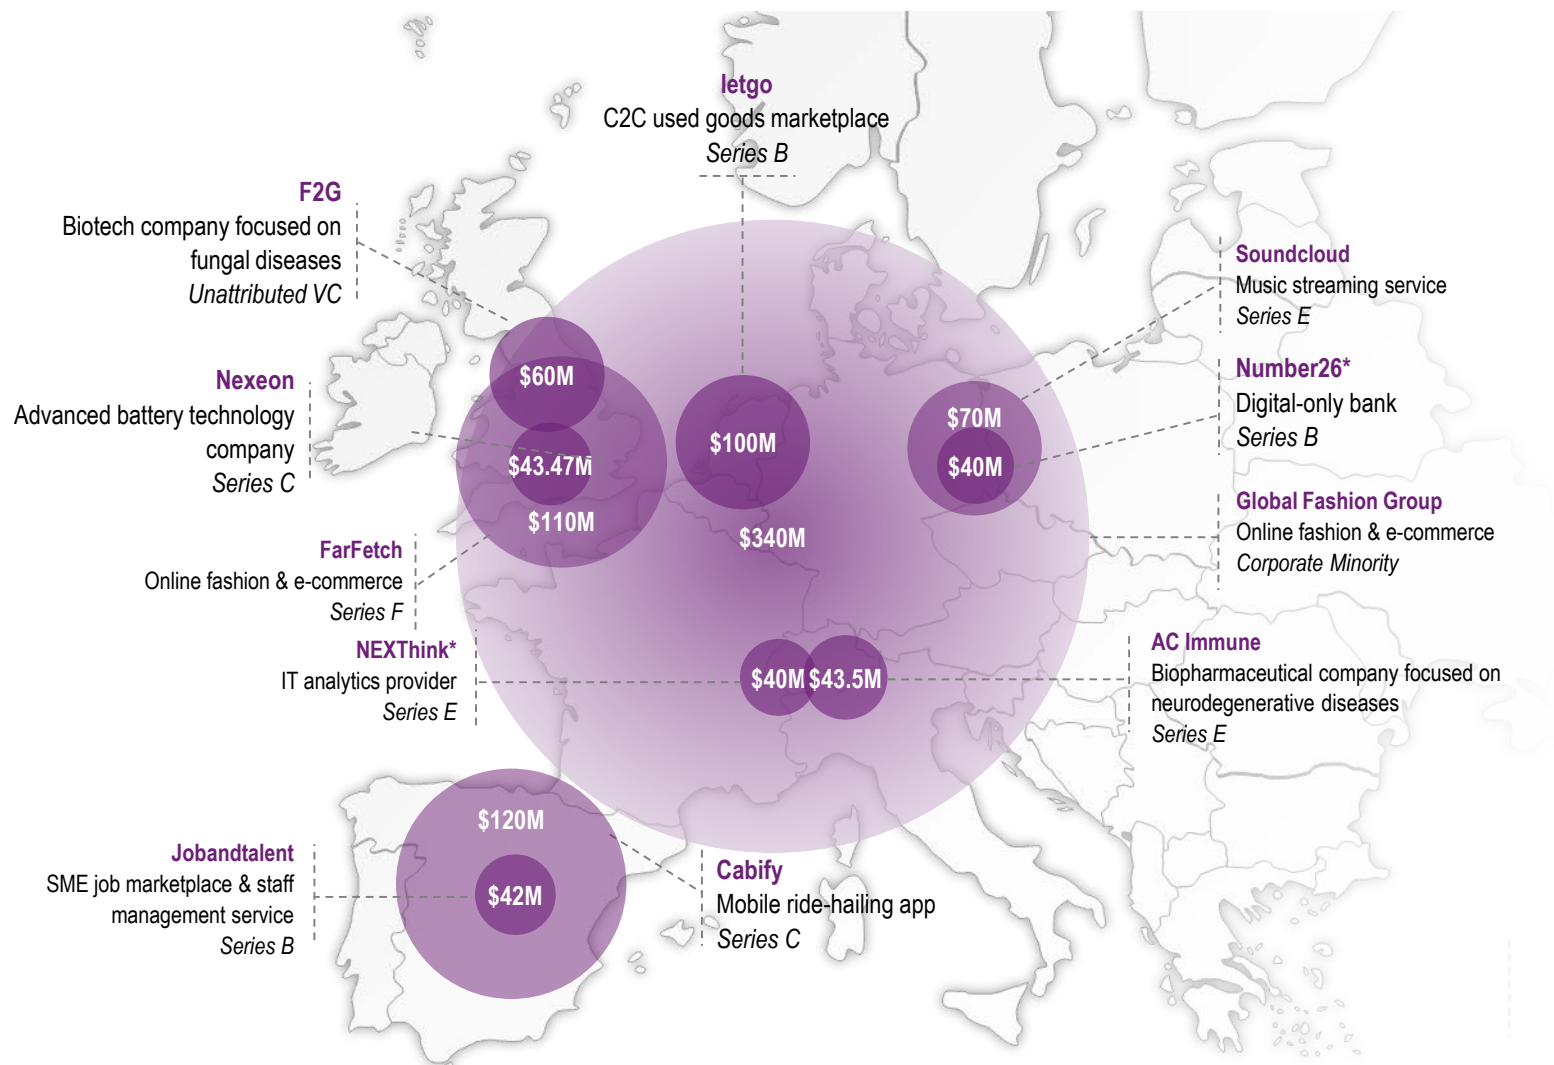 letgo
C2C used goods marketplace
Series B
F2G
Biotech company focused on
fungal diseases
Unattributed VC
Soundcloud
Music streaming service
Series E
Nexeon
Advanced battery technology
company
Series C
Number26*
Digital-only bank
Series B
$60M
$43.47M
$110M
$100M
$340M
$70M
$40M
Global Fashion Group
Online fashion & e-commerce
Corporate Minority
FarFetch
Online fashion & e-commerce
Series F
NEXThink*
IT analytics provider
Series E
$40M
$43.5M
AC Immune
Biopharmaceutical company focused on
neurodegenerative diseases
Series E
$120M
$42M
Jobandtalent
SME job marketplace & staff
management service
Series B
Cabify
Mobile ride-hailing app
Series C